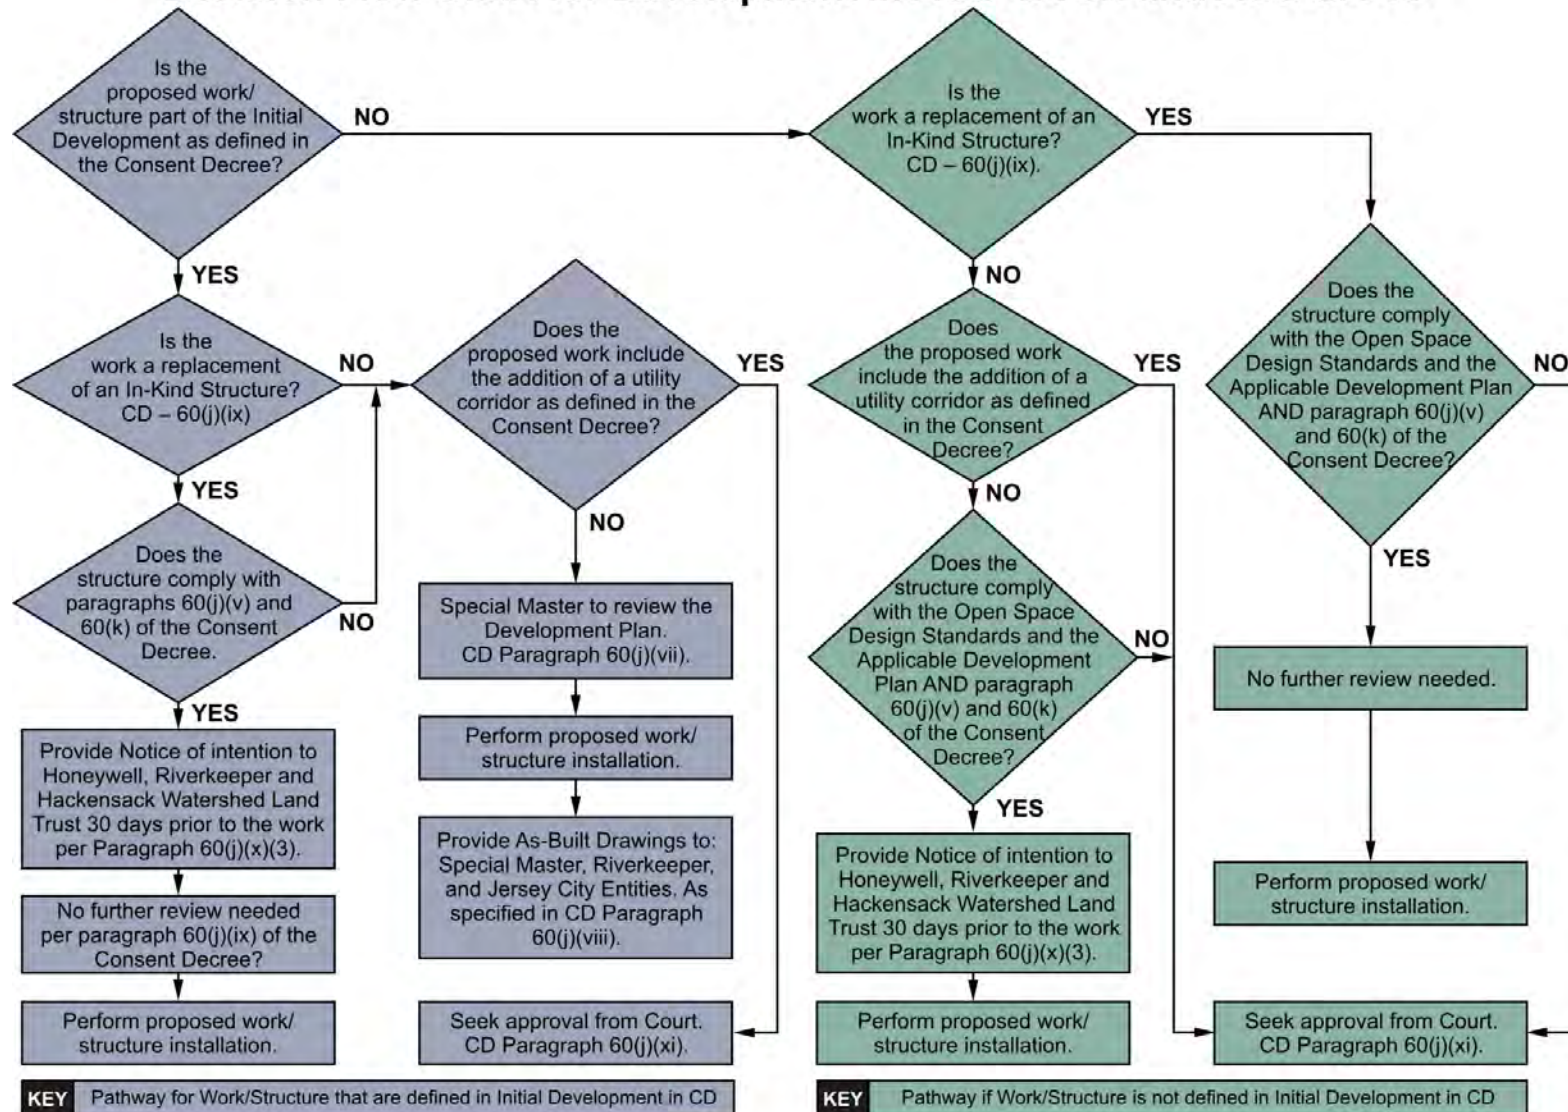 Is the
proposed work/
structure part of the Initial
Development as defined in
the Consent Decree?
NO
YES
Is the
work a replacement
of an In-Kind Structure?
CD – 60(j)(ix)
NO
YES
Does the
structure comply with
paragraphs 60(j)(v) and
60(k) of the Consent
Decree.
NO
YES
Provide Notice of intention to
Honeywell, Riverkeeper and
Hackensack Watershed Land
Trust 30 days prior to the work
per Paragraph 60(j)(x)(3).
No further review needed
per paragraph 60(j)(ix) of the
Consent Decree?
Perform proposed work/
structure installation.
Does the
proposed work include
the addition of a utility
corridor as defined in the
Consent Decree?
YES
NO
Special Master to review the
Development Plan.
CD Paragraph 60(j)(vii).
Perform proposed work/
structure installation.
Provide As-Built Drawings to:
Special Master, Riverkeeper,
and Jersey City Entities, As
specified in CD Paragraph
60(j)(viii).
Seek approval from Court.
CD Paragraph 60(j)(xi).
KEY Pathway for Work/Structure that are defined in Initial Development in CD
Is the
work a replacement of an
In-Kind Structure?
CD – 60(j)(ix).
YES
NO
Does
the proposed work
include the addition of a
utility corridor as defined
in the Consent
Decree?
YES
NO
Does the
structure comply
with the Open Space
Design Standards and the
Applicable Development
Plan AND paragraph
60(j)(v) and 60(k)
of the Consent
Decree?
NO
YES
Provide Notice of intention to
Honeywell, Riverkeeper and
Hackensack Watershed Land
Trust 30 days prior to the work
per Paragraph 60(j)(x)(3).
Perform proposed work/
structure installation.
Does the
structure comply
with the Open Space
Design Standards and the
Applicable Development Plan
AND paragraph 60(j)(v)
and 60(k) of the
Consent Decree?
NO
YES
No further review needed.
Perform proposed work/
structure installation.
Seek approval from Court.
CD Paragraph 60(j)(xi).
KEY Pathway if Work/Structure is not defined in Initial Development in CD